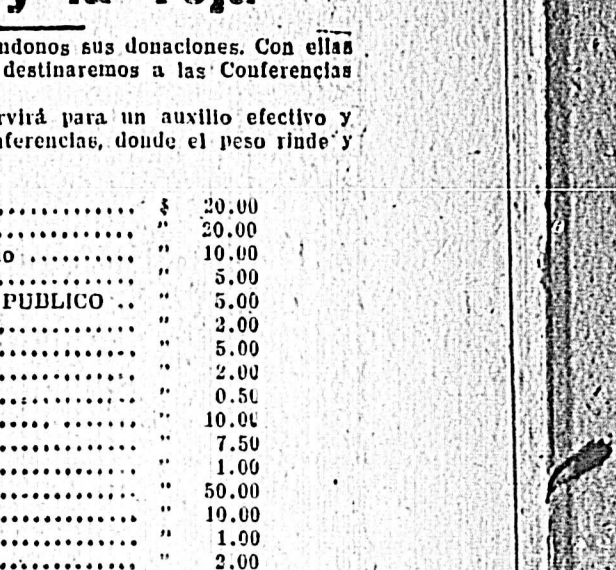 y la
ndonos sus donaciones. Con ellas
destinaremos a las Conferencias
rvirá para un auxilio efectivo y
nferencias, donde el peso rinde y
.............. $ 20.00
.............. " 20.00
o .......... " 10.00
.............. " 5.00
PUBLICO .. " 5.00
.............. " 2.00
.............. " 5.00
.............. " 2.00
.............. " 0.50
.............. " 10.00
.............. " 7.50
.............. " 1.00
.............. " 50.00
.............. " 10.00
.............. " 1.00
.............. " 2.00